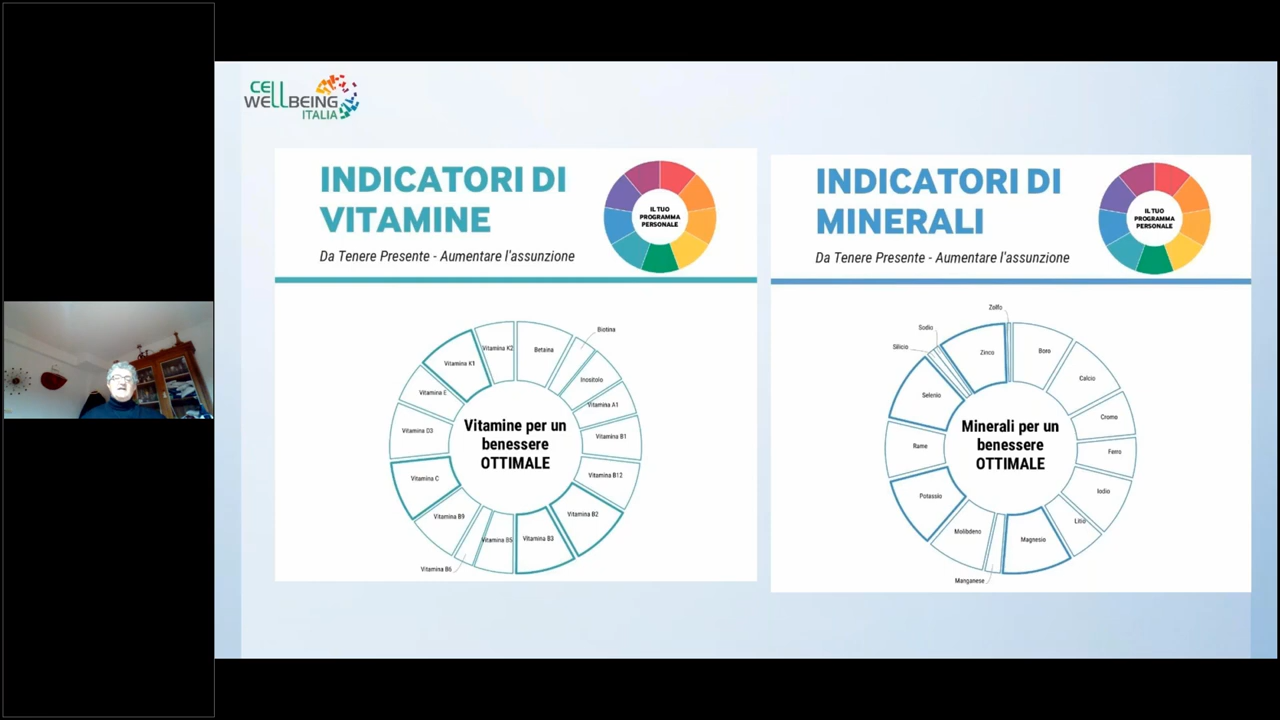 CELL
WELLBEING
ITALIA
INDICATORI DI
VITAMINE
Da Tenere Presente - Aumentare l'assunzione
IL TUO
PROGRAMMA
PERSONALE
Vitamina K2
Betaina
Biotina
Inositolo
Vitamina A1
Vitamina B1
Vitamina B12
Vitamina B2
Vitamina B3
Vitamina B5
Vitamina B6
Vitamina B9
Vitamina C
Vitamina D3
Vitamina E
Vitamina K1
Vitamine per un
benessere
OTTIMALE
INDICATORI DI
MINERALI
Da Tenere Presente - Aumentare l'assunzione
IL TUO
PROGRAMMA
PERSONALE
Zolfo
Boro
Calcio
Cromo
Ferro
Iodio
Litio
Magnesio
Manganese
Molibdeno
Potassio
Rame
Selenio
Silicio
Sodio
Zinco
Minerali per un
benessere
OTTIMALE